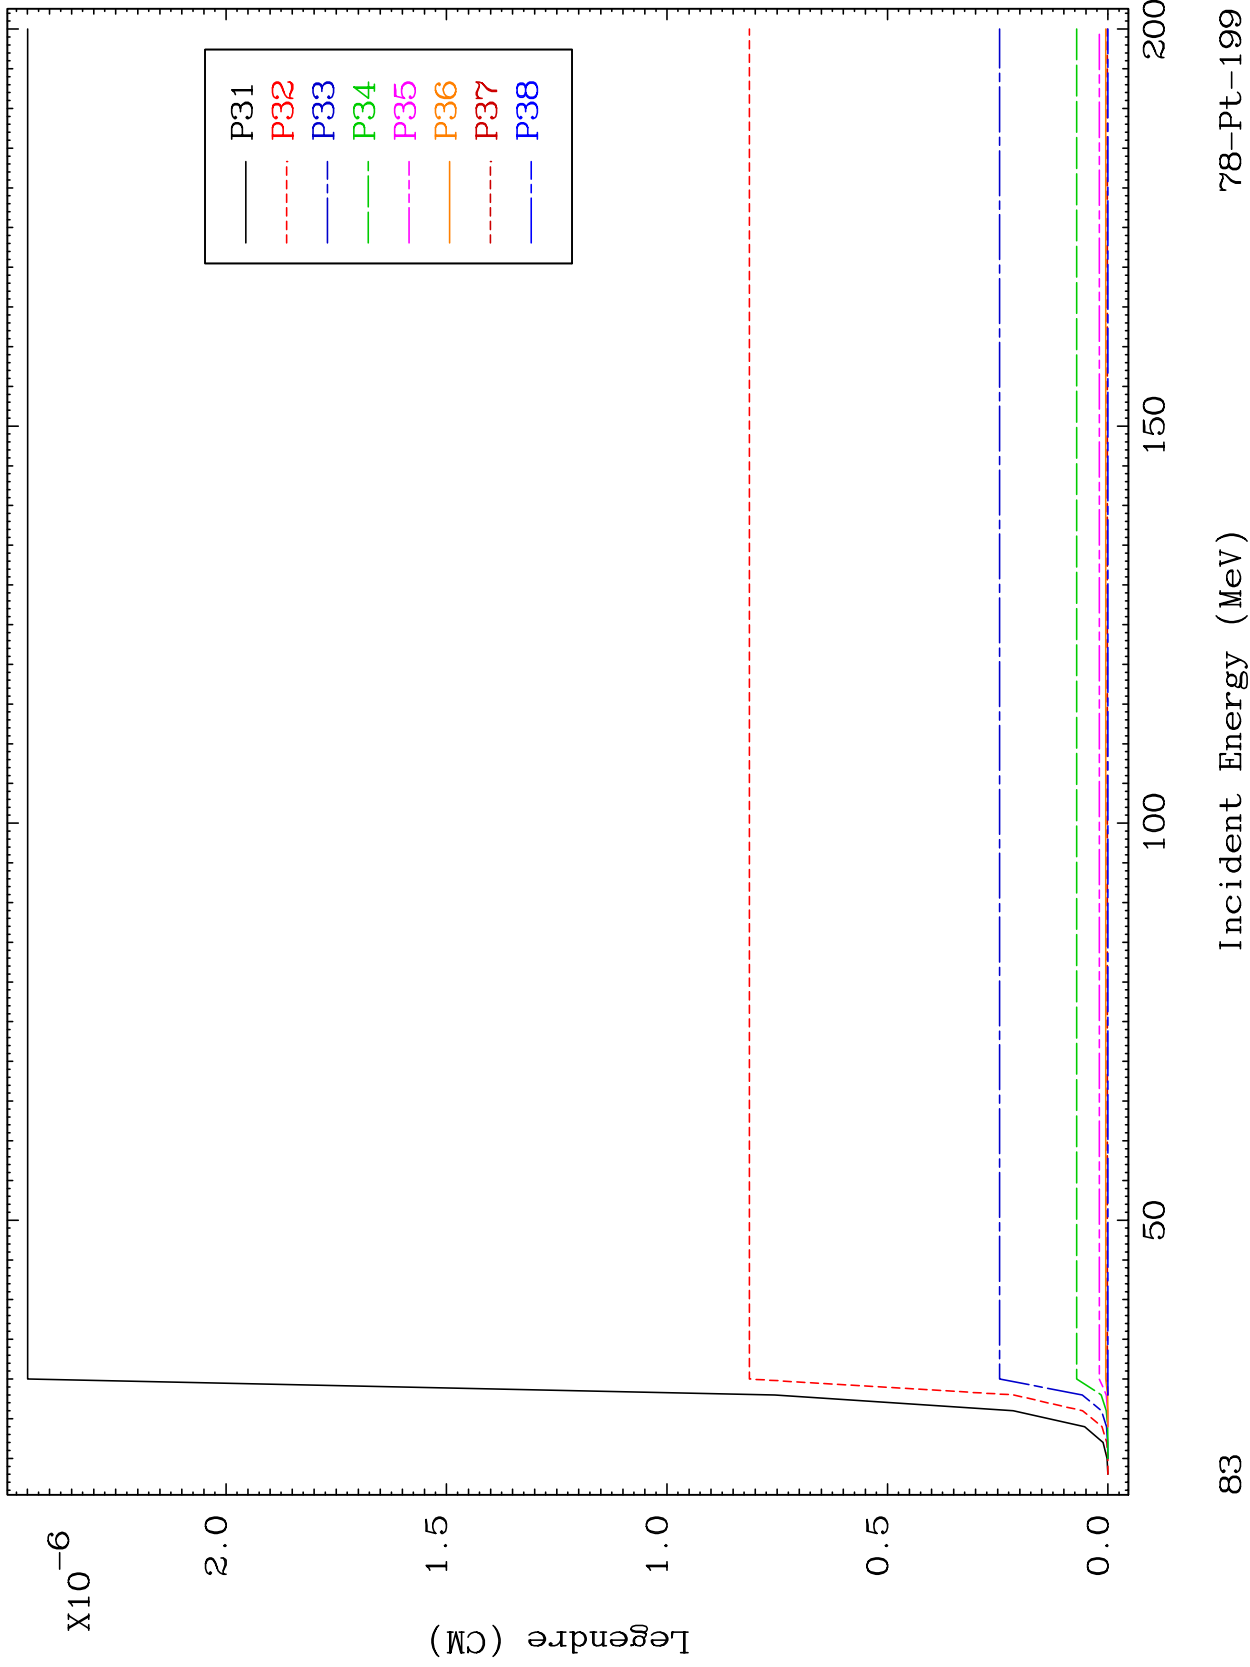 X10-6
2.0
1.5
1.0
0.5
0.0
Legendre (CM)
P31
P32
P33
P34
P35
P36
P37
P38
50
100
150
200
83
Incident Energy (MeV)
78-Pt-199